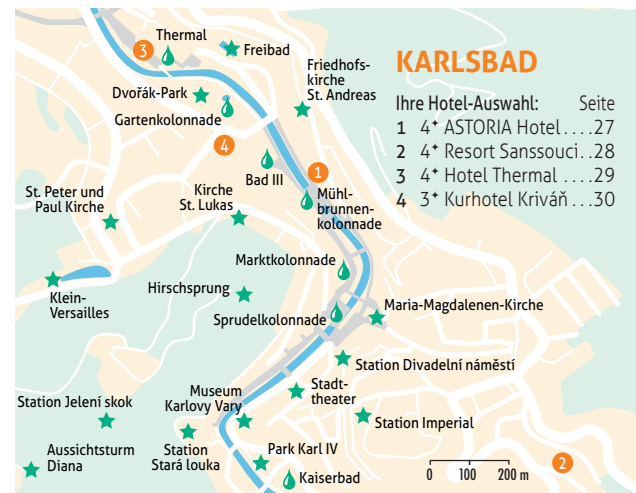 KARLSBAD
Ihre Hotel-Auswahl: Seite
1 4+ ASTORIA Hotel ....27
2 4+ Resort Sanssouci..28
3 4+ Hotel Thermal ....29
4 3+ Kurhotel Kriváň ...30
Thermal
3
Freibad
Friedhofs-
kirche
St. Andreas
Dvořák-Park
Gartenkolonnade
4
Bad III
1
Mühl-
brunnen-
kolonnade
St. Peter und
Paul Kirche
Kirche
St. Lukas
Marktkolonnade
Klein-
Versailles
Hirschsprung
Maria-Magdalenen-Kirche
Sprudelkolonnade
Station Divadelní náměstí
Museum
Karlovy Vary
Stadt-
theater
Station Jelení skok
Station Imperial
Aussichtsturm
Diana
Station
Stará louka
Park Karl IV
Kaiserbad
0 100 200 m
2